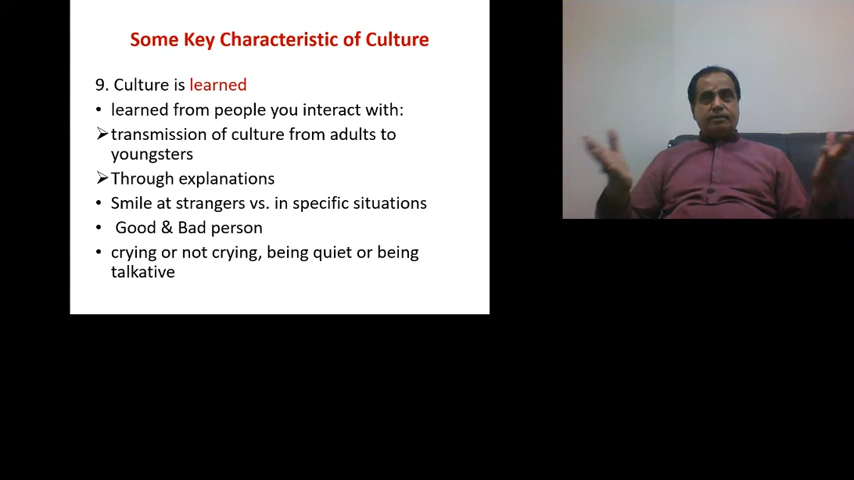 Some Key Characteristic of Culture
9. Culture is learned
• learned from people you interact with:
➢transmission of culture from adults to
youngsters
➢Through explanations
• Smile at strangers vs. in specific situations
• Good & Bad person
• crying or not crying, being quiet or being
talkative